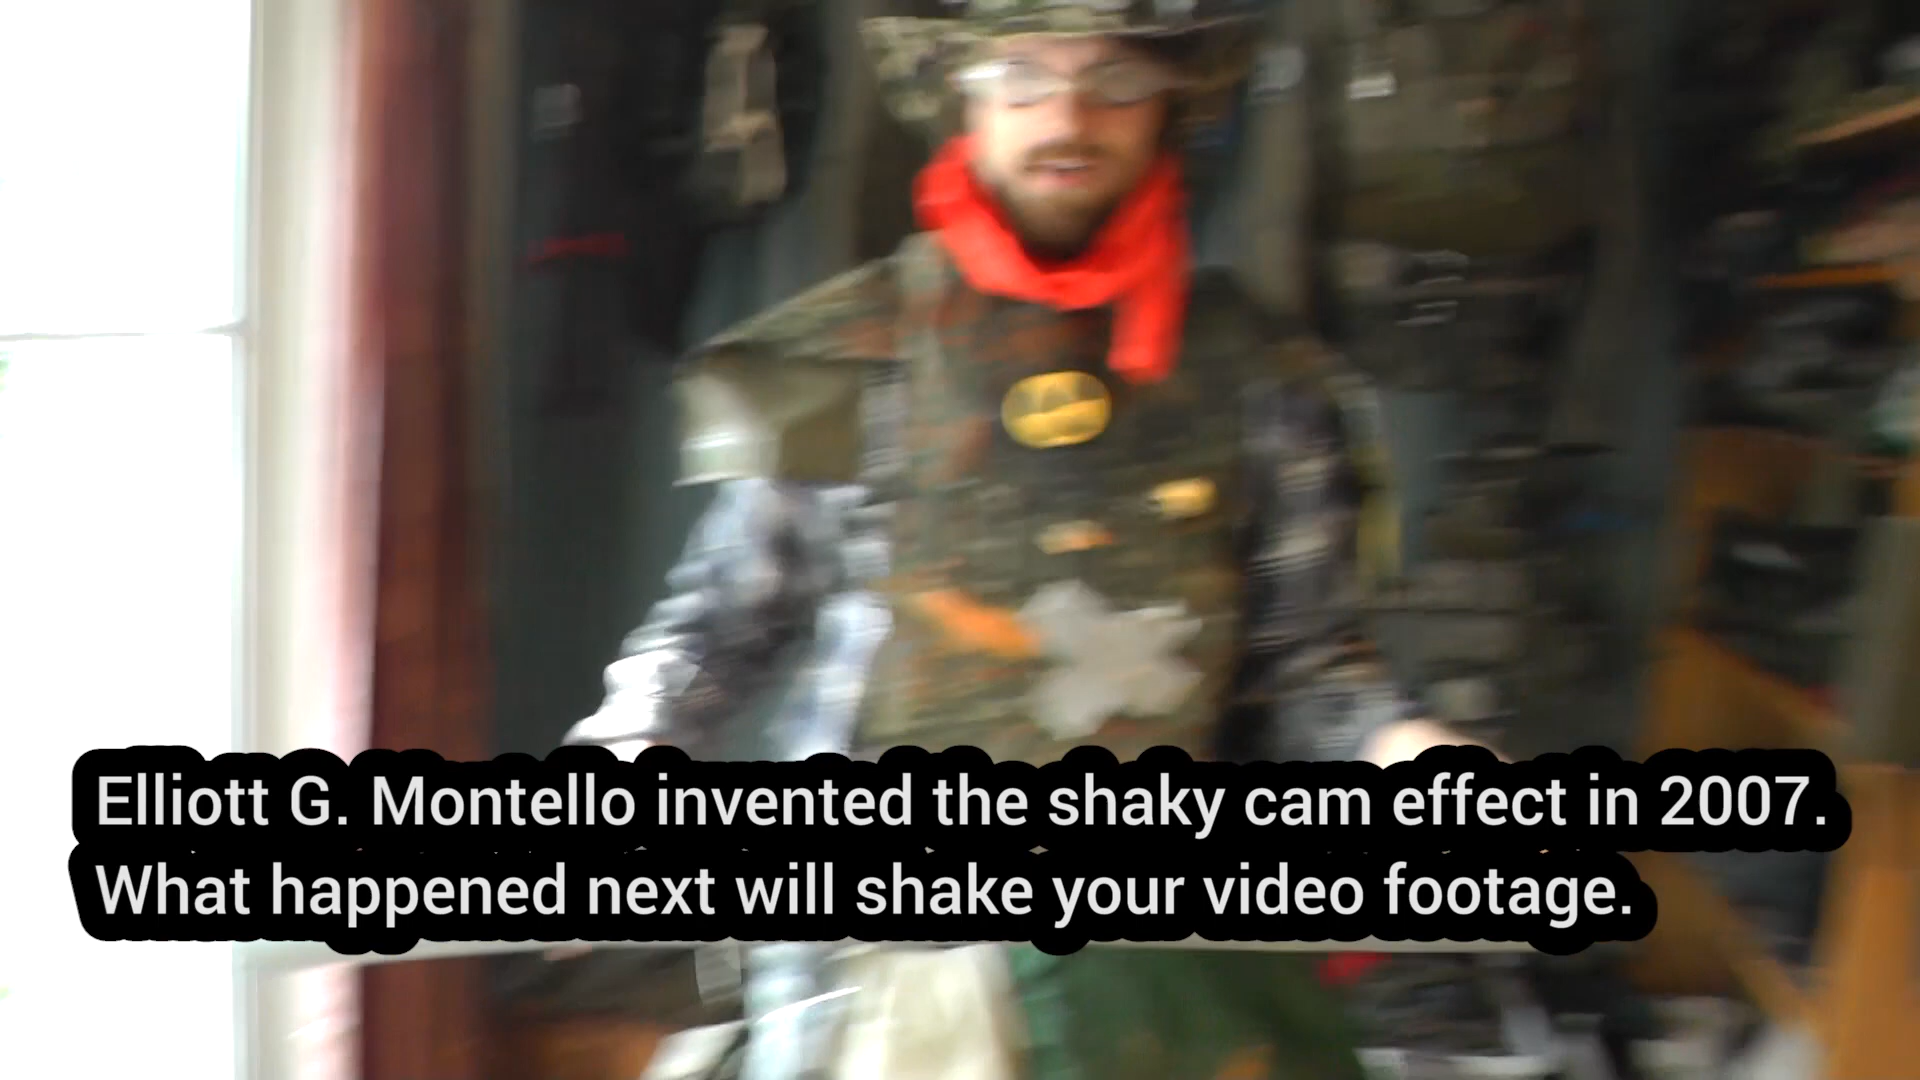 Elliott G. Montello invented the shaky cam effect in 2007.
What happened next will shake your video footage.